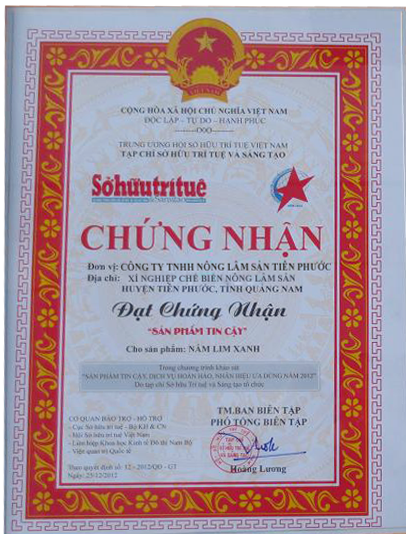 VIỆT NAM
CỘNG HÒA XÃ HỘI CHỦ NGHĨA VIỆT NAM
ĐỘC LẬP - TỰ DO - HẠNH PHÚC
TRUNG ƯƠNG HỘI SỞ HỮU TRÍ TUỆ VIỆT NAM
TẠP CHÍ SỞ HỮU TRÍ TUỆ VÀ SÁNG TẠO
Sởhữutrítuệ
CHỨNG NHẬN
Đơn vị: CÔNG TY TNHH NÔNG LÂM SẢN TIÊN PHƯỚC
Địa chỉ: XÍ NGHIỆP CHẾ BIẾN NÔNG LÂM SẢN
HUYỆN TIÊN PHƯỚC, TỈNH QUẢNG NAM
Đạt Chứng Nhận
"SẢN PHẨM TIN CẬY"
Cho sản phẩm: NẤM LIM XANH
Trong chương trình khảo sát
"SẢN PHẨM TIN CẬY, DỊCH VỤ HOÀN HẢO, NHÃN HIỆU ƯA DÙNG NĂM 2012"
Do tạp chí Sở hữu Trí tuệ và Sáng tạo tổ chức
CƠ QUAN BẢO TRỢ - HỖ TRỢ
- Cục Sở hữu trí tuệ - Bộ KH & CN
- Hội Sở hữu trí tuệ Việt Nam
- Liên hiệp Khoa học Kinh tế Đô thị Nam Bộ
- Viện quản trị Quốc tế
Theo quyết định số: 12 - 2012/QĐ - GT
Ngày: 25/12/2012
TM.BAN BIÊN TẬP
PHÓ TỔNG BIÊN TẬP
Hoàng Lương